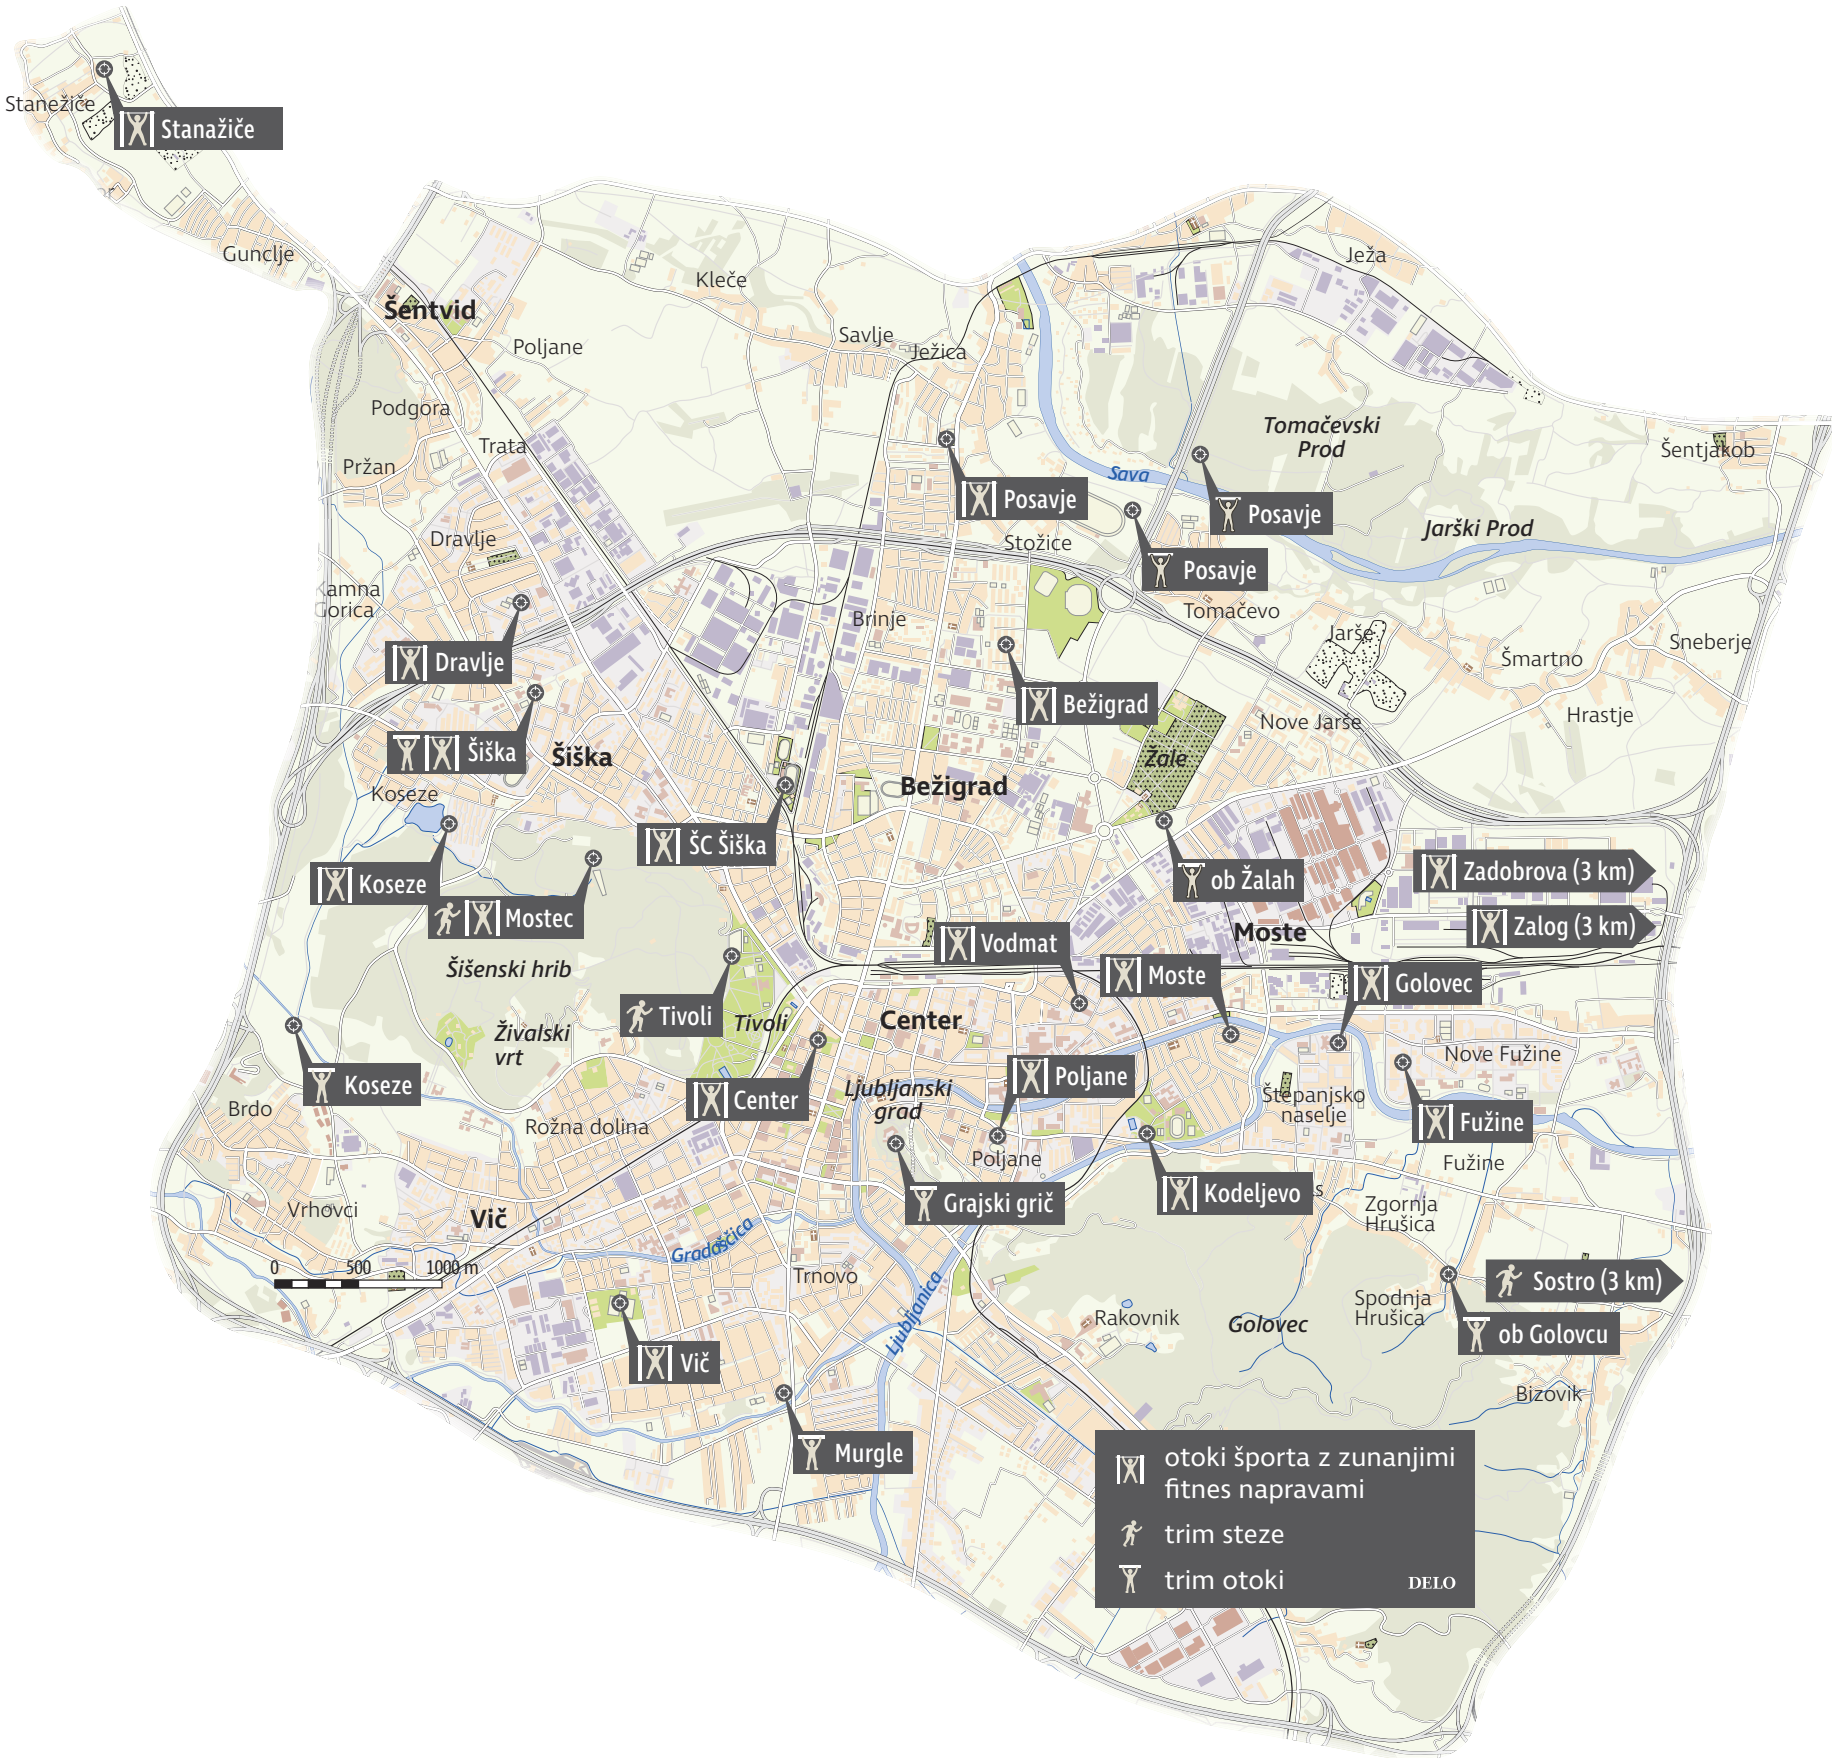 Stanežiče
Stanažiče
Gunclje
Ježa
Kleče
Šentvid
Savlje
Poljane
Ježica
Podgora
Tomačevski
Prod
Trata
Šentjakob
Pržan
Sava
Posavje
Posavje
Jarški Prod
Dravlje
Stožice
Posavje
Kamna
Gorica
Tomačevo
Brinje
Jarše
Sneberje
Šmartno
Dravlje
Bežigrad
Hrastje
Nove Jarše
Šiška
Šiška
Žale
Bežigrad
Koseze
ŠC Šiška
Zadobrova (3 km)
ob Žalah
Koseze
Mostec
Zalog (3 km)
Moste
Vodmat
Šišenski hrib
Moste
Golovec
Tivoli
Tivoli
Center
Živalski
vrt
Nove Fužine
Poljane
Koseze
Ljubljanski
grad
Center
Štepanjsko
naselje
Brdo
Fužine
Rožna dolina
Poljane
Fužine
Kodeljevo
s
Grajski grič
Zgornja
Hrušica
Vrhovci
Vič
Gradaščica
0 500 1000 m
Trnovo
Sostro (3 km)
Spodnja
Hrušica
Ljubljanica
Rakovnik
Golovec
ob Golovcu
Vič
Bizovik
Murgle
otoki športa z zunanjimi
fitnes napravami
trim steze
trim otoki
DELO